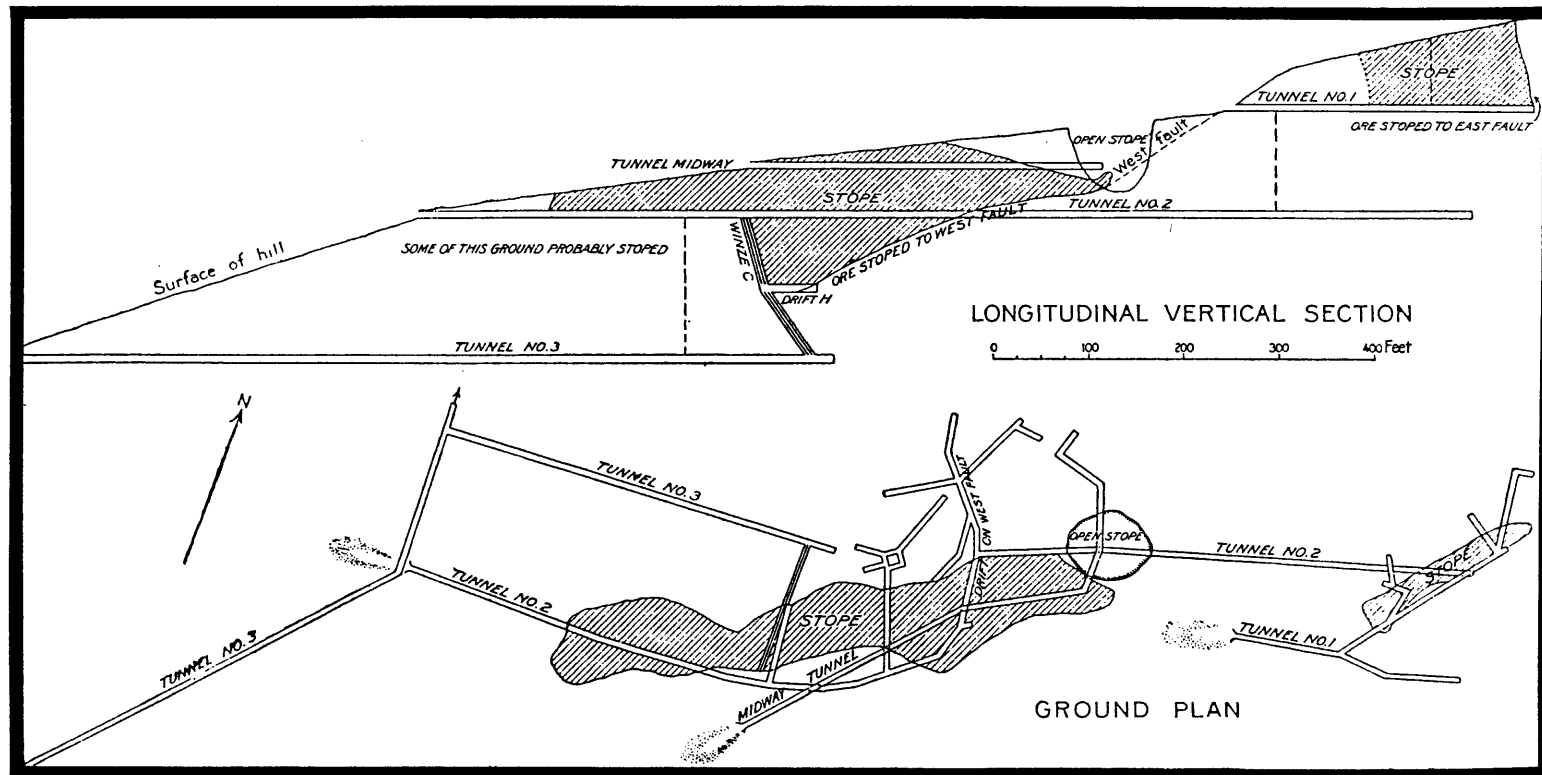 STOPE
TUNNEL NO.1
ORE STOPED TO EAST FAULT
OPEN STOPE
West fault
TUNNEL MIDWAY
STOPE
TUNNEL NO.2
ORE STOPED TO WEST FAULT
WINZE C
SOME OF THIS GROUND PROBABLY STOPED
Surface of hill
DRIFT H
LONGITUDINAL VERTICAL SECTION
TUNNEL NO.3
0 100 200 300 400 Feet
N
TUNNEL NO.3
DRIFT ON WEST FAULT
OPEN STOPE
TUNNEL NO.2
STOPE
TUNNEL NO.2
STOPE
TUNNEL NO.1
TUNNEL NO.3
MIDWAY TUNNEL
GROUND PLAN